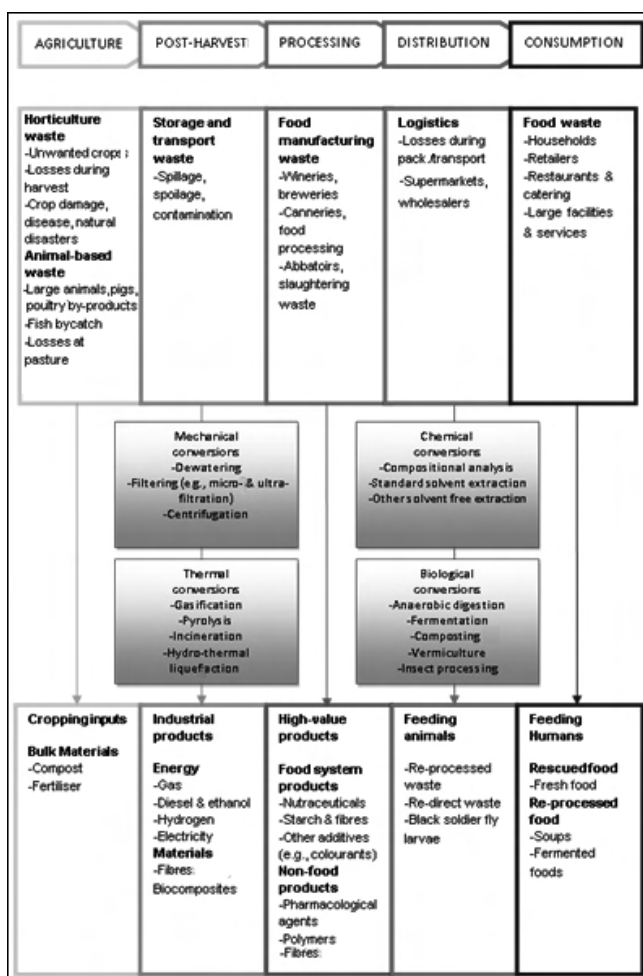 AGRICULTURE
POST-HARVEST
PROCESSING
DISTRIBUTION
CONSUMPTION
Horticulture
waste
-Unwanted crops
-Losses during
harvest
-Crop damage,
disease, natural
disasters
Animal-based
waste
-Large animals, pigs,
poultry by-products
-Fish bycatch
-Losses at
pasture
Storage and
transport
waste
-Spillage,
spoilage,
contamination
Food
manufacturing
waste
-Wineries,
breweries
-Canneries,
food
processing
-Abbatoirs,
slaughtering
waste
Logistics
-Losses during
pack./transport
-Supermarkets,
wholesalers
Food waste
-Households
-Retailers
-Restaurants &
catering
-Large facilities
& services
Mechanical
conversions
-Dewatering
-Filtering (e.g., micro- & ultra-
filtration)
-Centrifugation
Chemical
conversions
-Compositional analysis
-Standard solvent extraction
-Others solvent free extraction
Thermal
conversions
-Gasification
-Pyrolysis
-Incineration
-Hydro-thermal
liquefaction
Biological
conversions
-Anaerobic digestion
-Fermentation
-Composting
-Vermiculture
-Insect processing
Cropping inputs
Bulk Materials
-Compost
-Fertiliser
Industrial
products
Energy
-Gas
-Diesel & ethanol
-Hydrogen
-Electricity
Materials
-Fibres
Biocomposites
High-value
products
Food system
products
-Nutraceuticals
-Starch & fibres
-Other additives
(e.g., colourants)
Non-food
products
-Pharmacological
agents
-Polymers
-Fibres
Feeding
animals
-Re-processed
waste
-Re-direct waste
-Black soldier fly
larvae
Feeding
Humans
Rescued food
-Fresh food
Re-processed
food
-Soups
-Fermented
foods